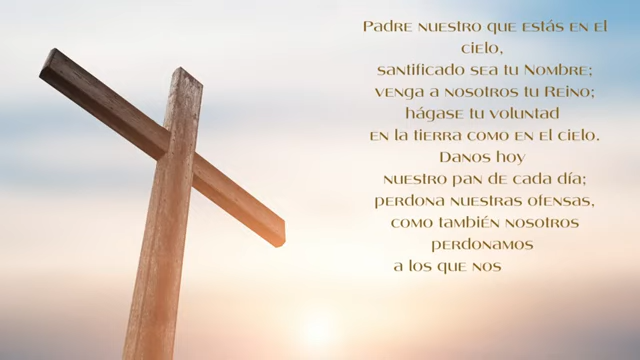 Padre nuestro que estás en el
cielo,
santificado sea tu Nombre;
venga a nosotros tu Reino;
hágase tu voluntad
en la tierra como en el cielo.
Danos hoy
nuestro pan de cada día;
perdona nuestras ofensas,
como también nosotros
perdonamos
a los que nos